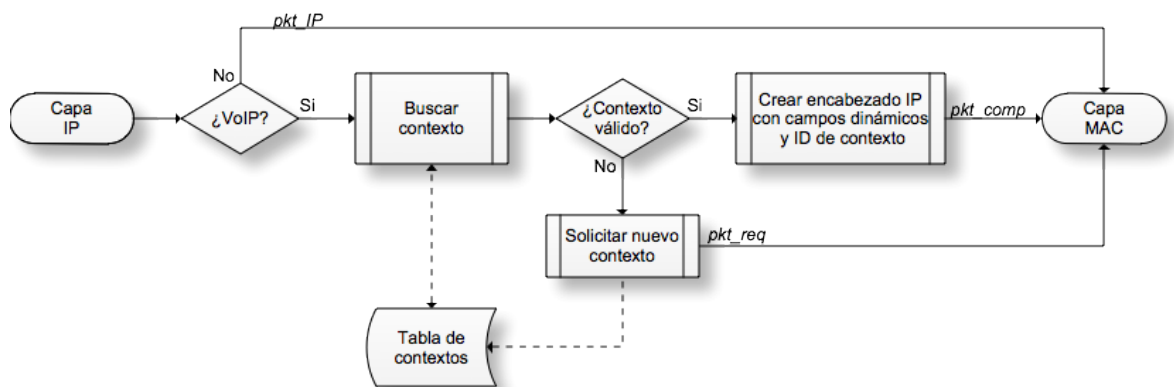 pkt_IP
No
Capa
IP
¿VoIP?
Si
Buscar
contexto
¿Contexto
válido?
Si
Crear encabezado IP
con campos dinámicos
y ID de contexto
pkt_comp
Capa
MAC
No
Solicitar nuevo
contexto
pkt_req
Tabla de
contextos